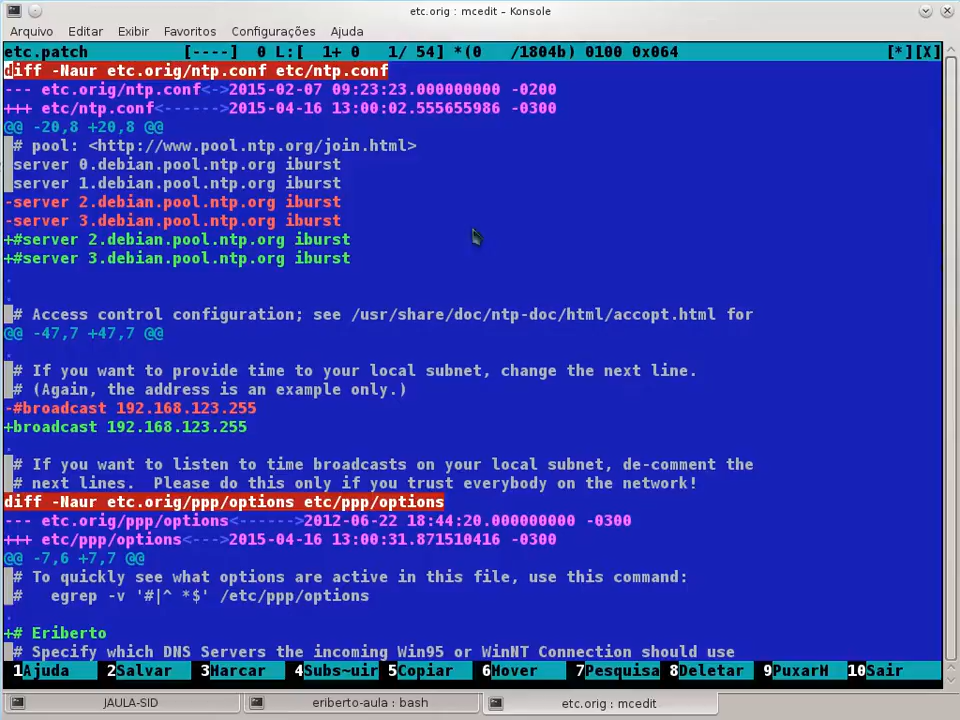 etc.orig : mcedit - Konsole
Arquivo Editar Exibir Favoritos Configurações Ajuda
etc.patch [----] 0 L:[ 1+ 0 1/ 54] *(0 /1804b) 0100 0x064 [*][X]
diff -Naur etc.orig/ntp.conf etc/ntp.conf
--- etc.orig/ntp.conf<->2015-02-07 09:23:23.000000000 -0200
+++ etc/ntp.conf<------>2015-04-16 13:00:02.555655986 -0300
@@ -20,8 +20,8 @@
# pool: <http://www.pool.ntp.org/join.html>
server 0.debian.pool.ntp.org iburst
server 1.debian.pool.ntp.org iburst
-server 2.debian.pool.ntp.org iburst
-server 3.debian.pool.ntp.org iburst
+#server 2.debian.pool.ntp.org iburst
+#server 3.debian.pool.ntp.org iburst
.
.
# Access control configuration; see /usr/share/doc/ntp-doc/html/accopt.html for
@@ -47,7 +47,7 @@
.
# If you want to provide time to your local subnet, change the next line.
# (Again, the address is an example only.)
-#broadcast 192.168.123.255
+broadcast 192.168.123.255
.
# If you want to listen to time broadcasts on your local subnet, de-comment the
# next lines.  Please do this only if you trust everybody on the network!
diff -Naur etc.orig/ppp/options etc/ppp/options
--- etc.orig/ppp/options<------>2012-06-22 18:44:20.000000000 -0300
+++ etc/ppp/options<--->2015-04-16 13:00:31.871510416 -0300
@@ -7,6 +7,7 @@
# To quickly see what options are active in this file, use this command:
#   egrep -v '#|^ *$' /etc/ppp/options
.
+# Eriberto
# Specify which DNS Servers the incoming Win95 or WinNT Connection should use
1Ajuda 2Salvar 3Marcar 4Subs~uir 5Copiar 6Mover 7Pesquisa 8Deletar 9PuxarM 10Sair
JAULA-SID eriberto-aula : bash etc.orig : mcedit